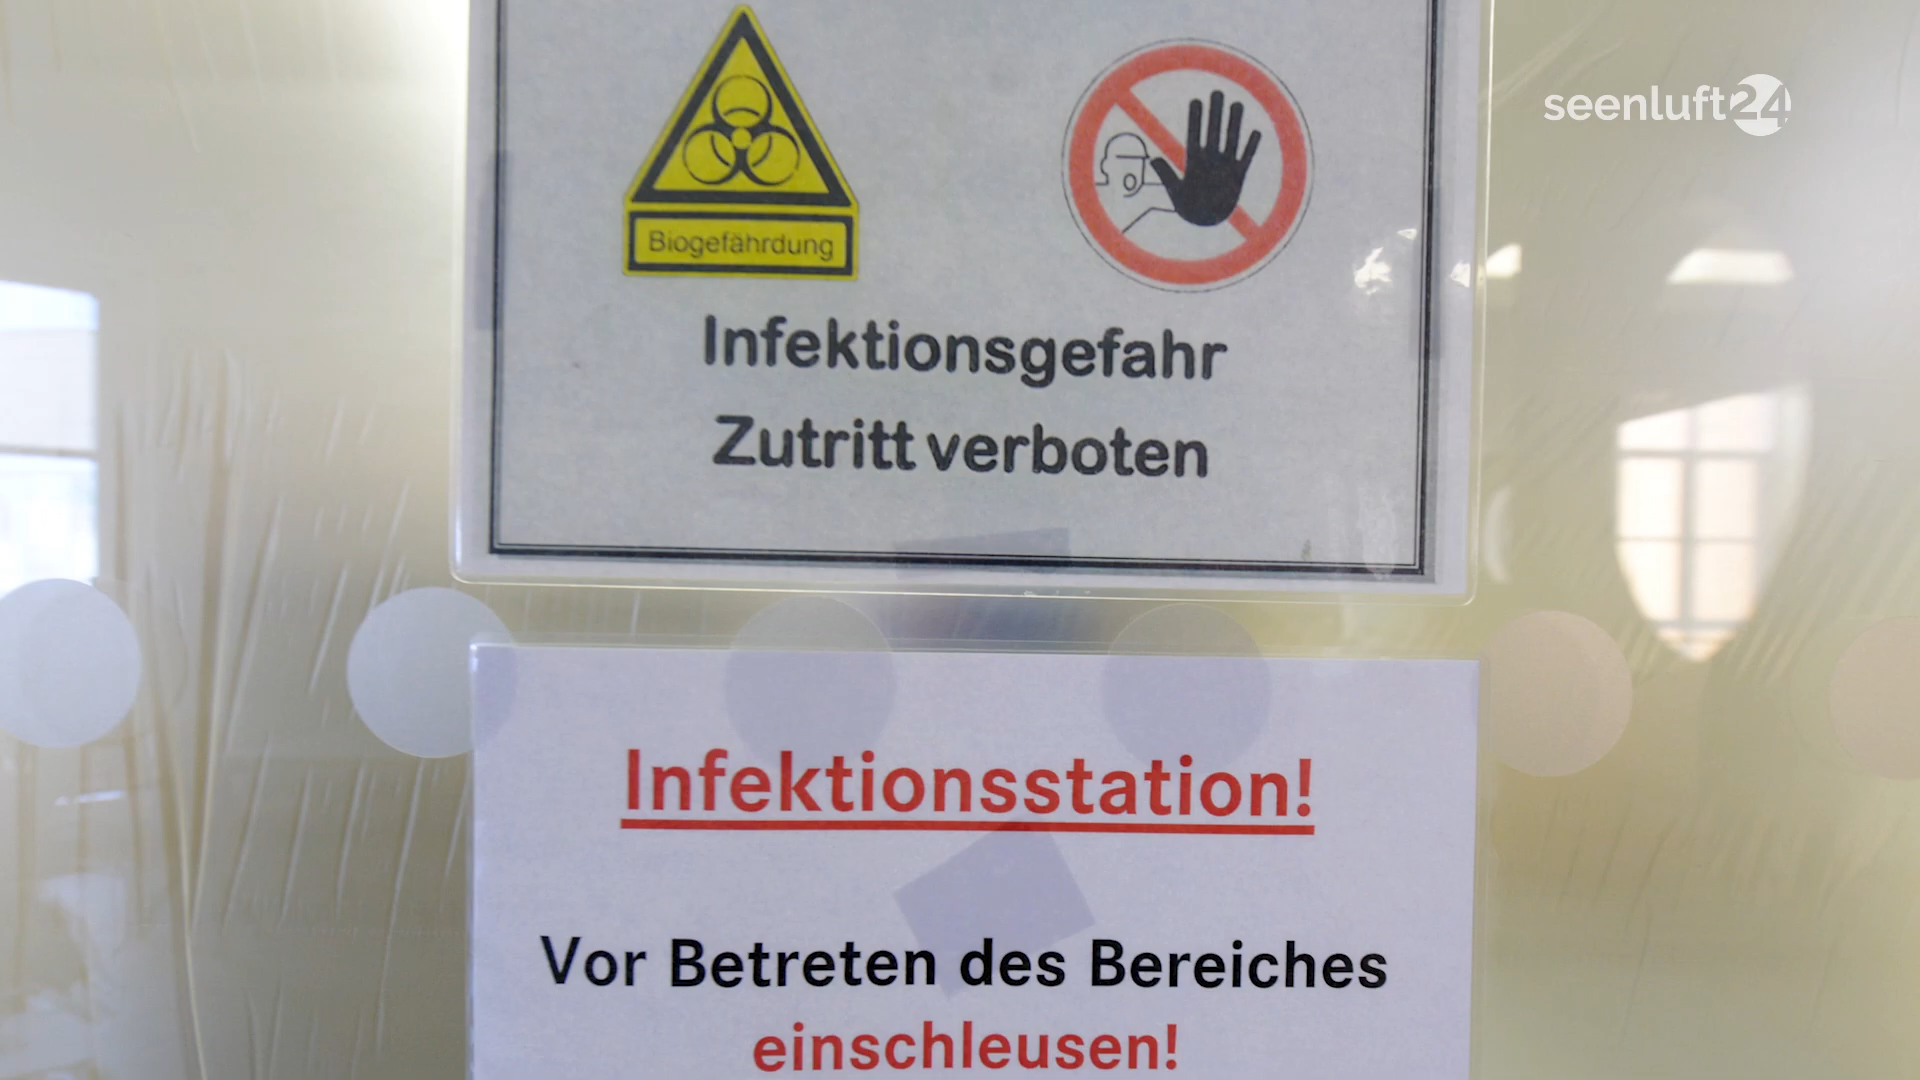 seenluft24
Biogefährdung
Infektionsgefahr
Zutritt verboten
Infektionsstation!
Vor Betreten des Bereiches
einschleusen!